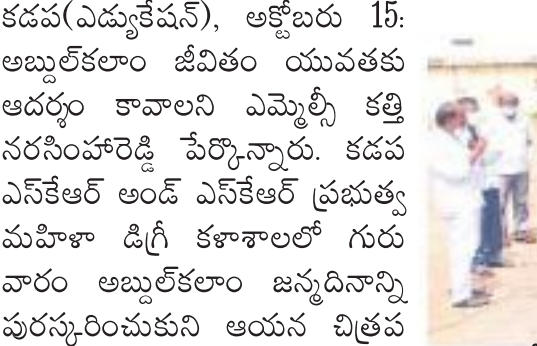 కడప(ఎడ్యుకేషన్), అక్టోబరు 15:
అబ్దుల్‌కలాం జీవితం యువతకు
ఆదర్శం కావాలని ఎమ్మెల్సీ కత్తి
నరసింహారెడ్డి పేర్కొన్నారు. కడప
ఎస్‌కేఆర్ అండ్ ఎస్‌కేఆర్ ప్రభుత్వ
మహిళా డిగ్రీ కళాశాలలో గురు
వారం అబ్దుల్‌కలాం జన్మదినాన్ని
పురస్కరించుకుని ఆయన చిత్రప